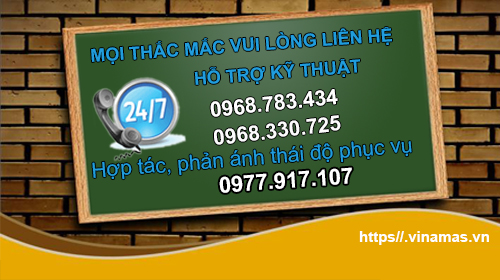 MỌI THẮC MẮC VUI LÒNG LIÊN HỆ
HỖ TRỢ KỸ THUẬT
24/7
0968.783.434
0968.330.725
Hợp tác, phản ánh thái độ phục vụ
0977.917.107
https//.vinamas.vn